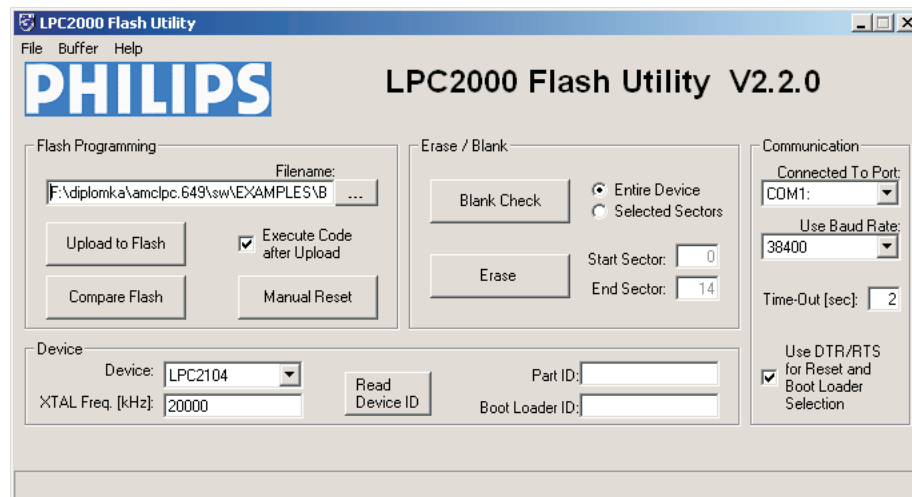 LPC2000 Flash Utility
File Buffer Help
PHILIPS
LPC2000 Flash Utility V2.2.0
Flash Programming
Filename:
F:\diplomka\amclpc.649\sw\EXAMPLES\B
...
Upload to Flash
Execute Code
after Upload
Compare Flash
Manual Reset
Erase / Blank
Blank Check
Entire Device
Selected Sectors
Erase
Start Sector: 0
End Sector: 14
Communication
Connected To Port:
COM1:
Use Baud Rate:
38400
Time-Out [sec]: 2
Use DTR/RTS
for Reset and
Boot Loader
Selection
Device
Device: LPC2104
XTAL Freq. [kHz]: 20000
Read
Device ID
Part ID:
Boot Loader ID: